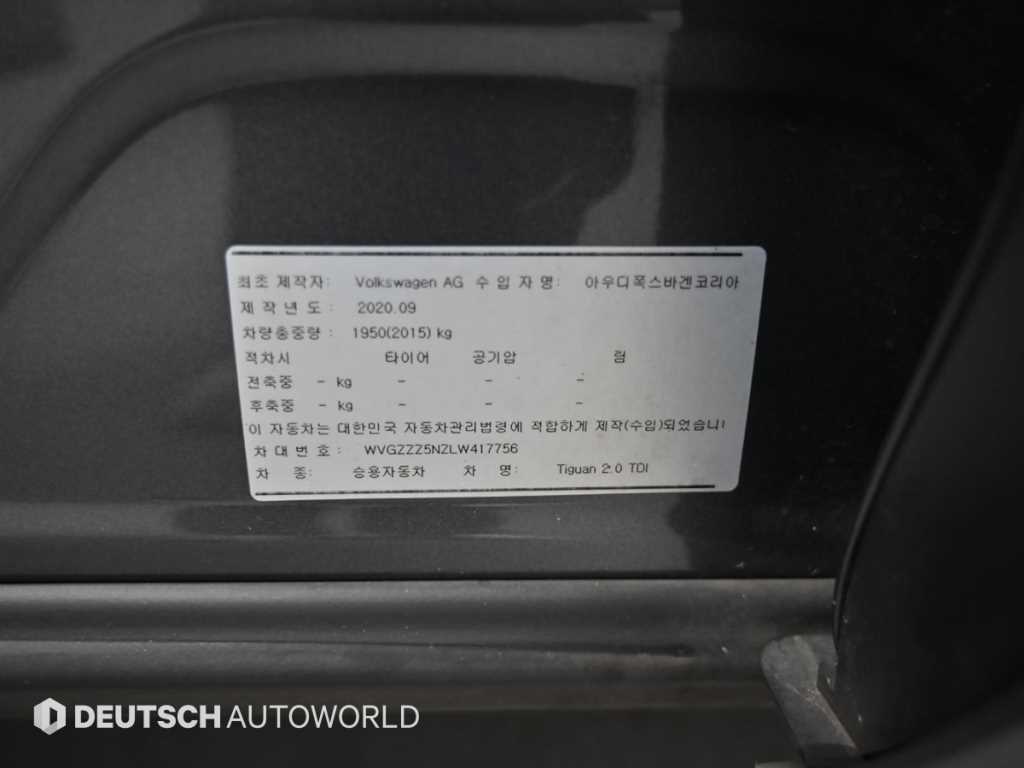 최초 제작자: Volkswagen AG 수 입 자 명: 아우디폭스바겐코리아
제 작 년 도 : 2020.09
차량총중량 : 1950(2015) kg
적차시 타이어 공기압 림
전축중 - kg - - -
후축중 - kg - - -
이 자동차는 대한민국 자동차관리법령에 적합하게 제작(수입)되었습니
차 대 번 호 : WVGZZZ5NZLW417756
차 종: 승용자동차 차 명: Tiguan 2.0 TDI
DEUTSCH AUTOWORLD